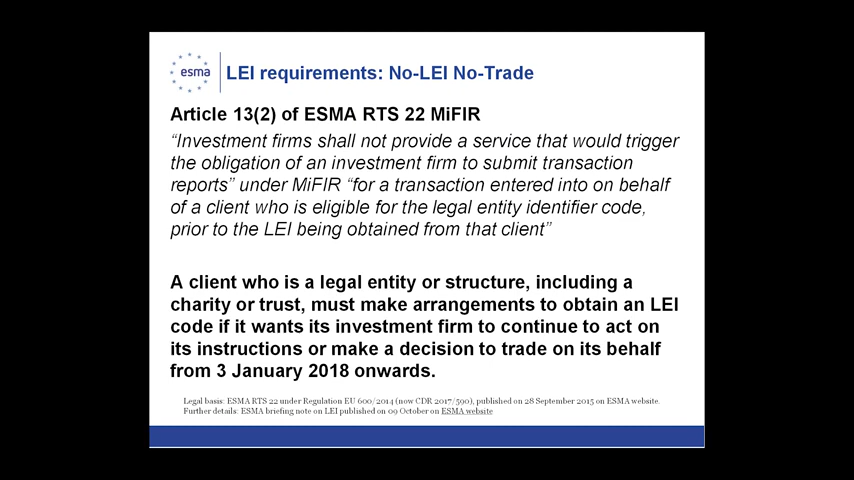 esma
LEI requirements: No-LEI No-Trade
Article 13(2) of ESMA RTS 22 MiFIR
“Investment firms shall not provide a service that would trigger
the obligation of an investment firm to submit transaction
reports” under MiFIR “for a transaction entered into on behalf
of a client who is eligible for the legal entity identifier code,
prior to the LEI being obtained from that client”
A client who is a legal entity or structure, including a
charity or trust, must make arrangements to obtain an LEI
code if it wants its investment firm to continue to act on
its instructions or make a decision to trade on its behalf
from 3 January 2018 onwards.
Legal basis: ESMA RTS 22 under Regulation EU 600/2014 (now CDR 2017/590), published on 28 September 2015 on ESMA website.
Further details: ESMA briefing note on LEI published on 09 October on ESMA website